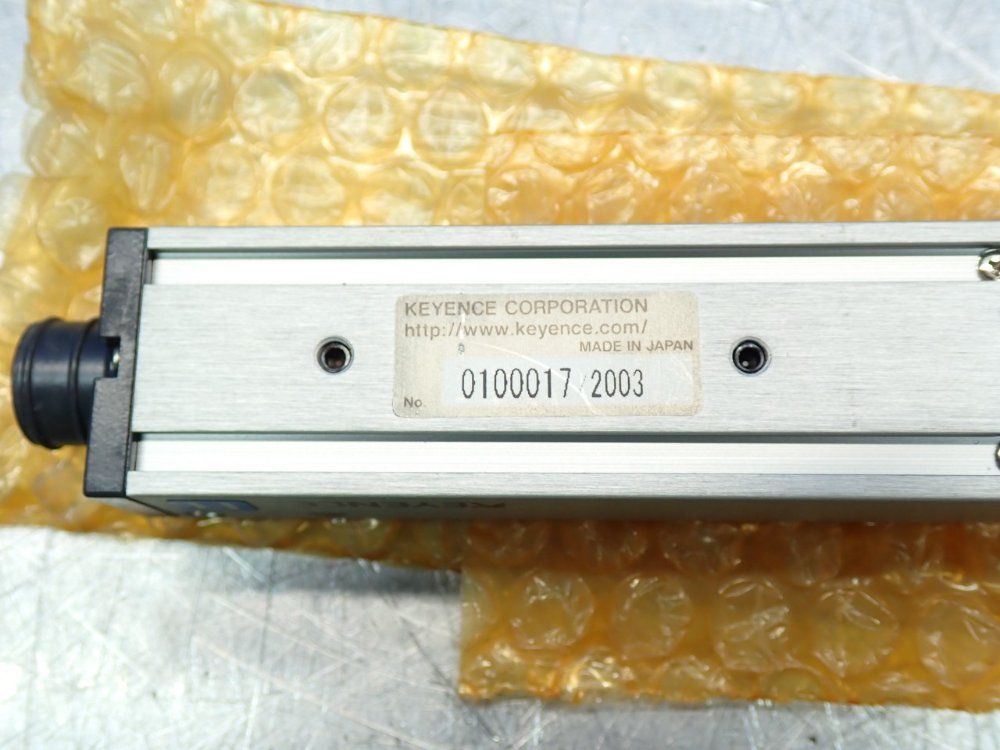 KEYENCE CORPORATION
http://www.keyence.com/
MADE IN JAPAN
No. 0100017/2003